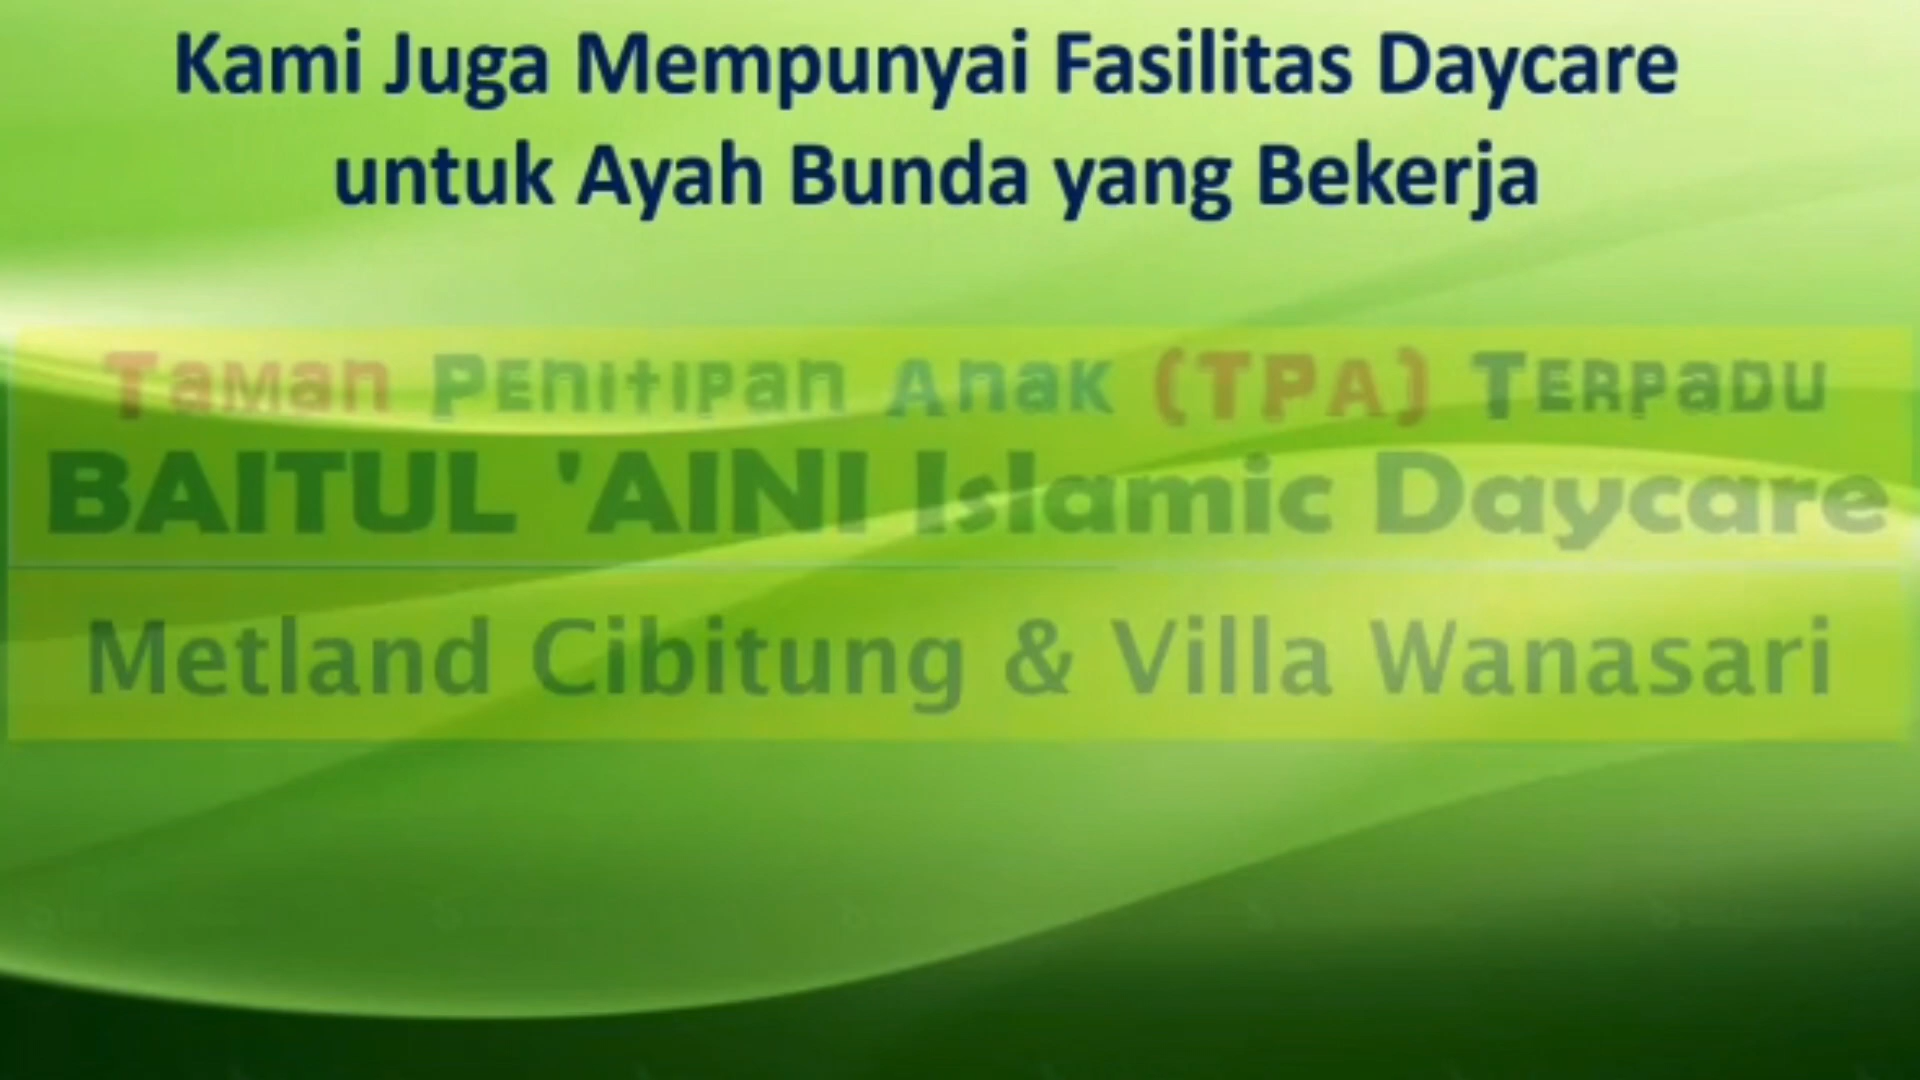 Kami Juga Mempunyai Fasilitas Daycare
untuk Ayah Bunda yang Bekerja
Taman Penitipan Anak (TPA) Terpadu
BAITUL 'AINI Islamic Daycare
Metland Cibitung & Villa Wanasari